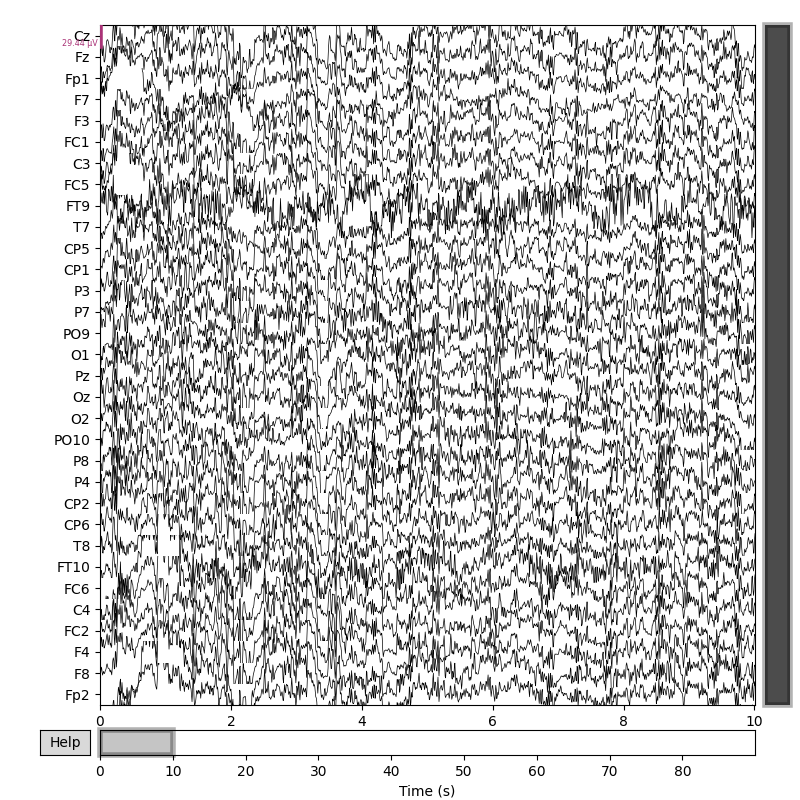 Cz
29.44 µV
Fz
Fp1
F7
F3
FC1
C3
FC5
FT9
T7
CP5
CP1
P3
P7
PO9
O1
Pz
Oz
O2
PO10
P8
P4
CP2
CP6
T8
FT10
FC6
C4
FC2
F4
F8
Fp2
0 2 4 6 8 10
Help
0 10 20 30 40 50 60 70 80
Time (s)